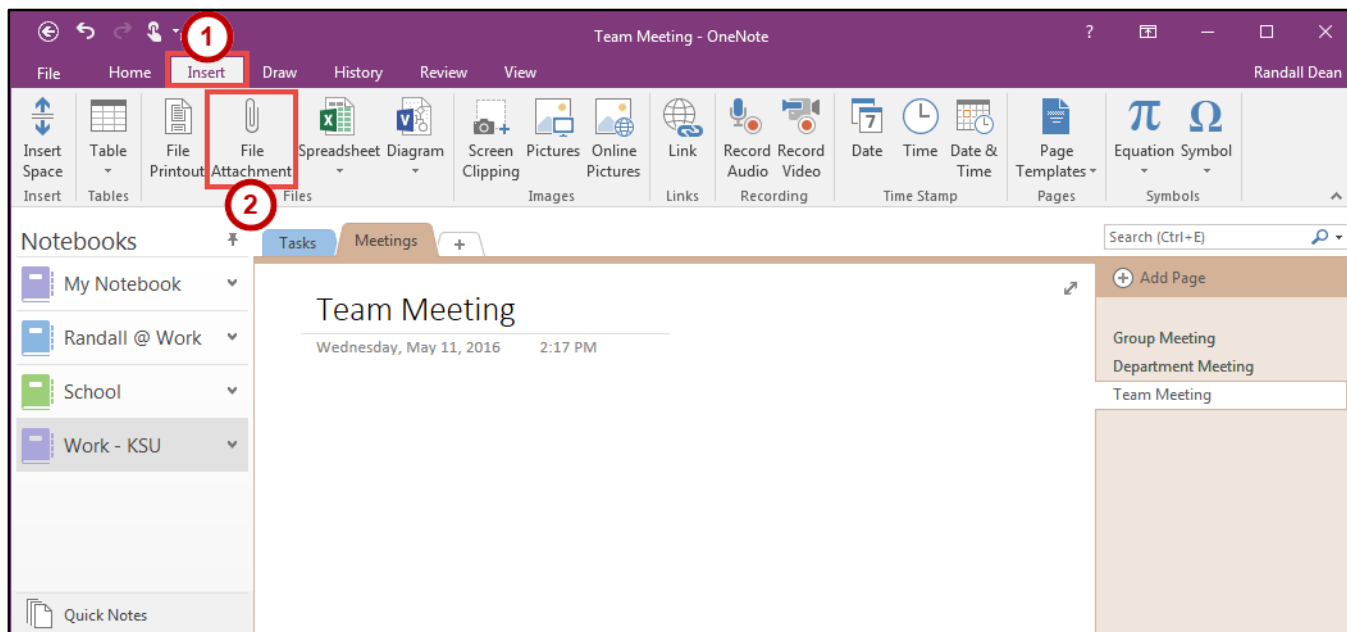 1
Team Meeting - OneNote
?
File Home Insert Draw History Review View
Randall Dean
Insert Space
Table
File Printout
File Attachment
Spreadsheet
Diagram
Screen Clipping
Pictures
Online Pictures
Link
Record Audio
Record Video
7
Date
Time
Date & Time
Page Templates
π
Equation
Ω
Symbol
Insert Tables Files Images Links Recording Time Stamp Pages Symbols
2
Notebooks
Tasks Meetings +
Search (Ctrl+E)
My Notebook
Randall @ Work
School
Work - KSU
Quick Notes
Team Meeting
Wednesday, May 11, 2016 2:17 PM
Add Page
Group Meeting
Department Meeting
Team Meeting